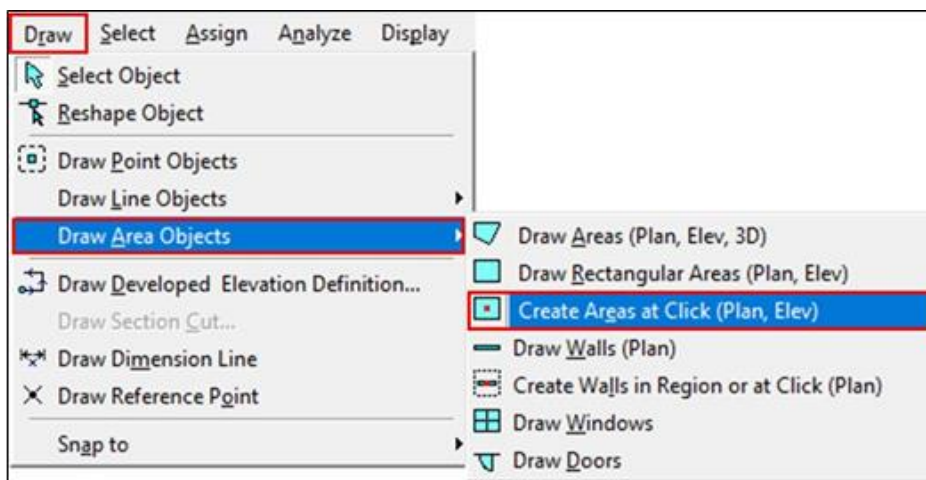 Draw Select Assign Analyze Display
Select Object
Reshape Object
Draw Point Objects
Draw Line Objects
Draw Area Objects
Draw Developed Elevation Definition...
Draw Section Cut...
Draw Dimension Line
Draw Reference Point
Snap to
Draw Areas (Plan, Elev, 3D)
Draw Rectangular Areas (Plan, Elev)
Create Areas at Click (Plan, Elev)
Draw Walls (Plan)
Create Walls in Region or at Click (Plan)
Draw Windows
Draw Doors